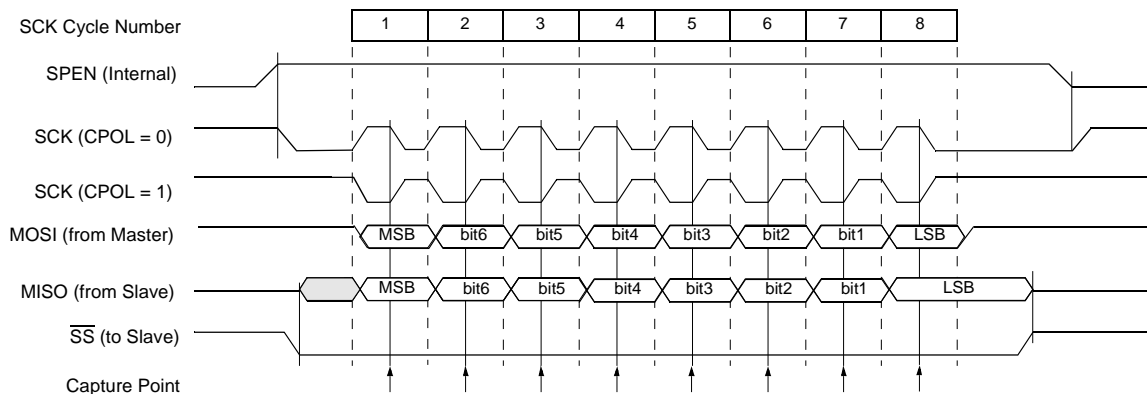 SCK Cycle Number 1 2 3 4 5 6 7 8
SPEN (Internal)
SCK (CPOL = 0)
SCK (CPOL = 1)
MOSI (from Master) MSB bit6 bit5 bit4 bit3 bit2 bit1 LSB
MISO (from Slave) MSB bit6 bit5 bit4 bit3 bit2 bit1 LSB
S̅S̅ (to Slave)
Capture Point